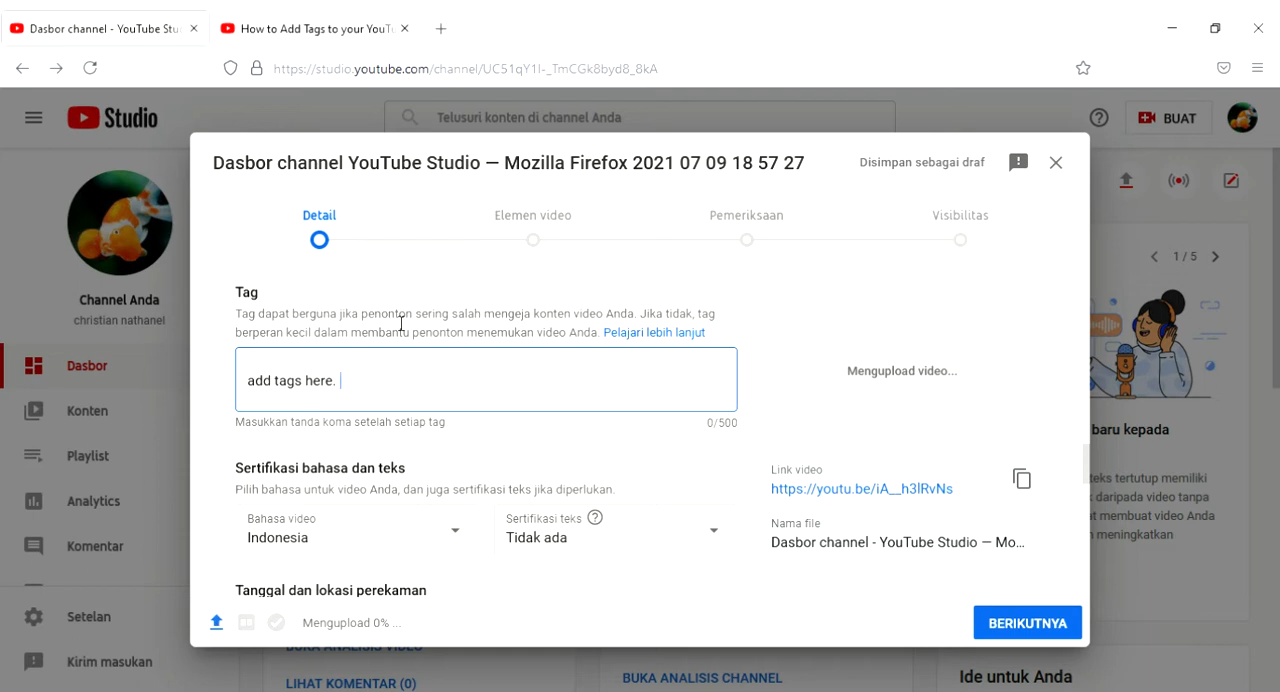 Dasbor channel - YouTube Stu
How to Add Tags to your YouT
https://studio.youtube.com/channel/UC51qY1I-_TmCGk8byd8_8kA
Studio
Telusuri konten di channel Anda
BUAT
Channel Anda
christian nathanel
Dasbor
Konten
Playlist
Analytics
Komentar
Setelan
Kirim masukan
Dasbor channel YouTube Studio — Mozilla Firefox 2021 07 09 18 57 27
Disimpan sebagai draf
Detail
Elemen video
Pemeriksaan
Visibilitas
Tag
Tag dapat berguna jika penonton sering salah mengeja konten video Anda. Jika tidak, tag
berperan kecil dalam membantu penonton menemukan video Anda. Pelajari lebih lanjut
add tags here.
Masukkan tanda koma setelah setiap tag
0/500
Sertifikasi bahasa dan teks
Pilih bahasa untuk video Anda, dan juga sertifikasi teks jika diperlukan.
Bahasa video
Indonesia
Sertifikasi teks
Tidak ada
Tanggal dan lokasi perekaman
Mengupload video...
Link video
https://youtu.be/iA__h3lRvNs
Nama file
Dasbor channel - YouTube Studio — Mo...
Mengupload 0% ...
BERIKUTNYA
1 / 5
baru kepada
teks tertutup memiliki
daripada video tanpa
at membuat video Anda
meningkatkan
BUKA ANALISIS VIDEO
LIHAT KOMENTAR (0)
BUKA ANALISIS CHANNEL
Ide untuk Anda